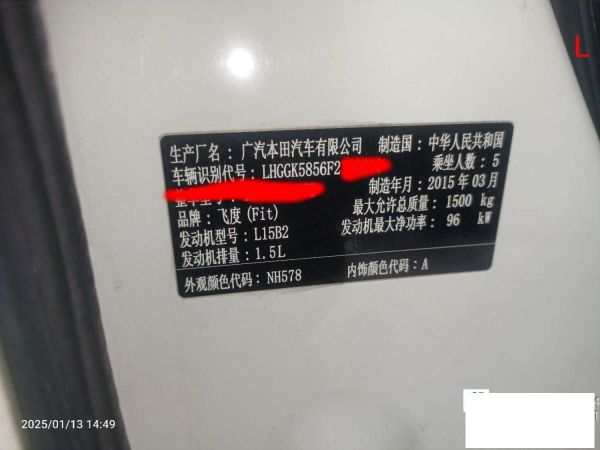 L
生产厂名：广汽本田汽车有限公司 制造国：中华人民共和国
车辆识别代号：LHGGK5856F2 乘坐人数：5
制造年月：2015年03月
品牌：飞度(Fit) 最大允许总质量：1500 kg
发动机型号：L15B2 发动机最大净功率：96 kW
发动机排量：1.5L
外观颜色代码：NH578 内饰颜色代码：A
2025/01/13 14:49